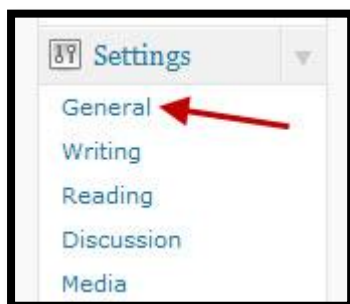 Settings
General
Writing
Reading
Discussion
Media